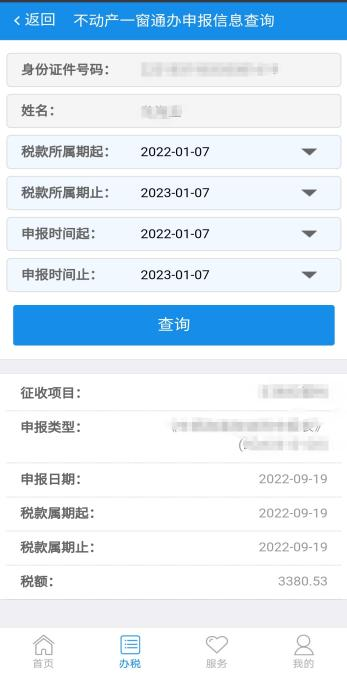 返回 不动产一窗通办申报信息查询
身份证件号码：
姓名：
税款所属期起： 2022-01-07
税款所属期止： 2023-01-07
申报时间起： 2022-01-07
申报时间止： 2023-01-07
查询
征收项目：
申报类型：
申报日期： 2022-09-19
税款属期起： 2022-09-19
税款属期止： 2022-09-19
税额： 3380.53
首页 办税 服务 我的